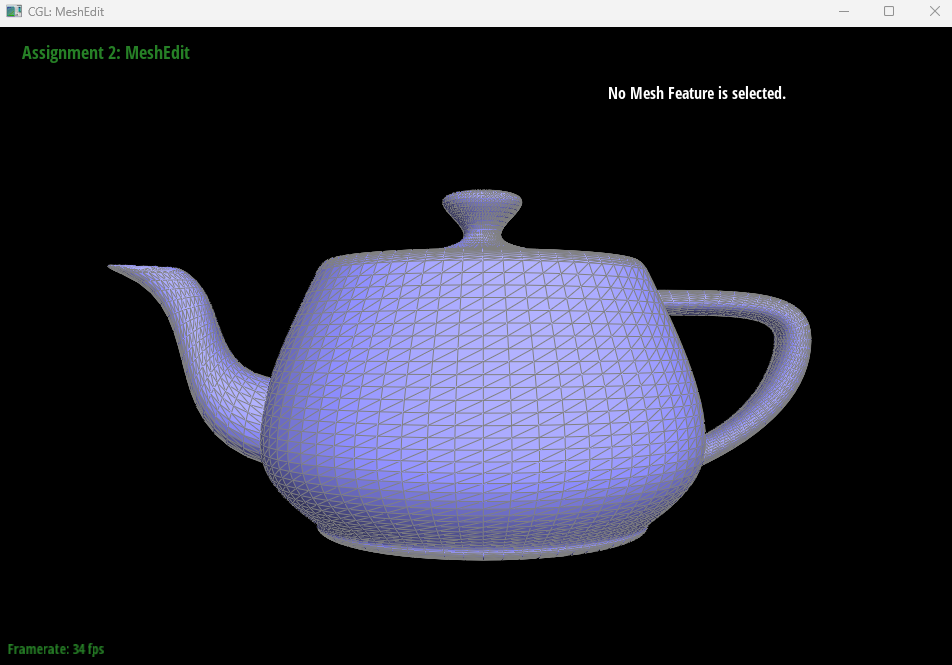 CGL: MeshEdit
Assignment 2: MeshEdit
No Mesh Feature is selected.
Framerate: 34 fps